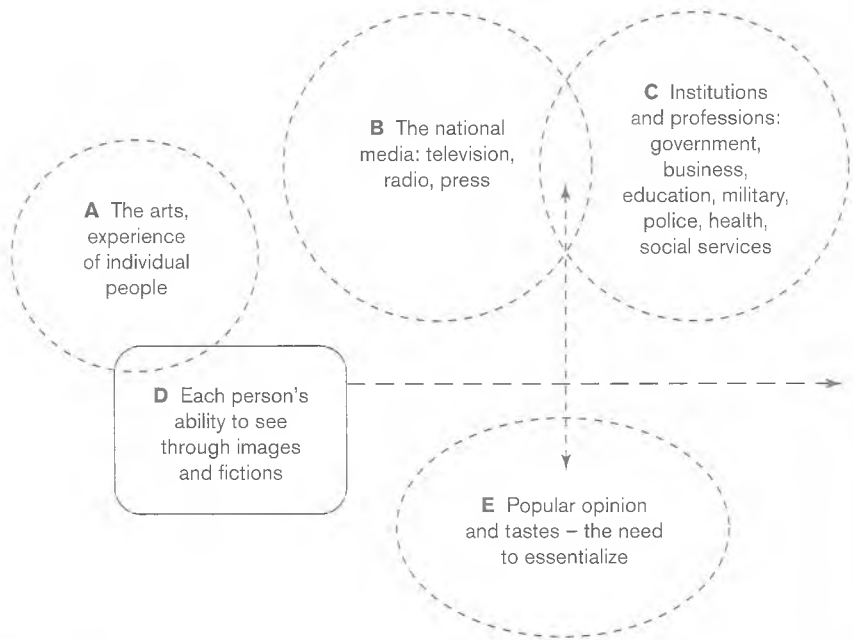 A The arts,
experience
of individual
people
B The national
media: television,
radio, press
C Institutions
and professions:
government,
business,
education, military,
police, health,
social services
D Each person's
ability to see
through images
and fictions
E Popular opinion
and tastes – the need
to essentialize